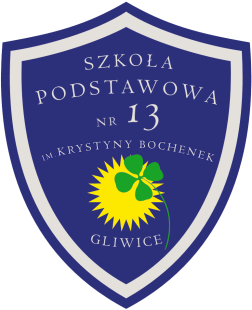 SZKOŁA
PODSTAWOWA
NR 13
IM KRYSTYNY BOCHENEK
GLIWICE